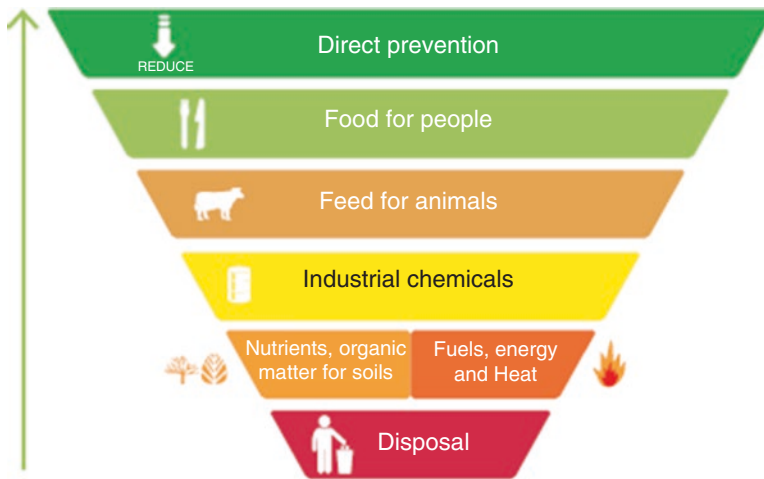 REDUCE
Direct prevention
Food for people
Feed for animals
Industrial chemicals
Nutrients, organic
matter for soils
Fuels, energy
and Heat
Disposal